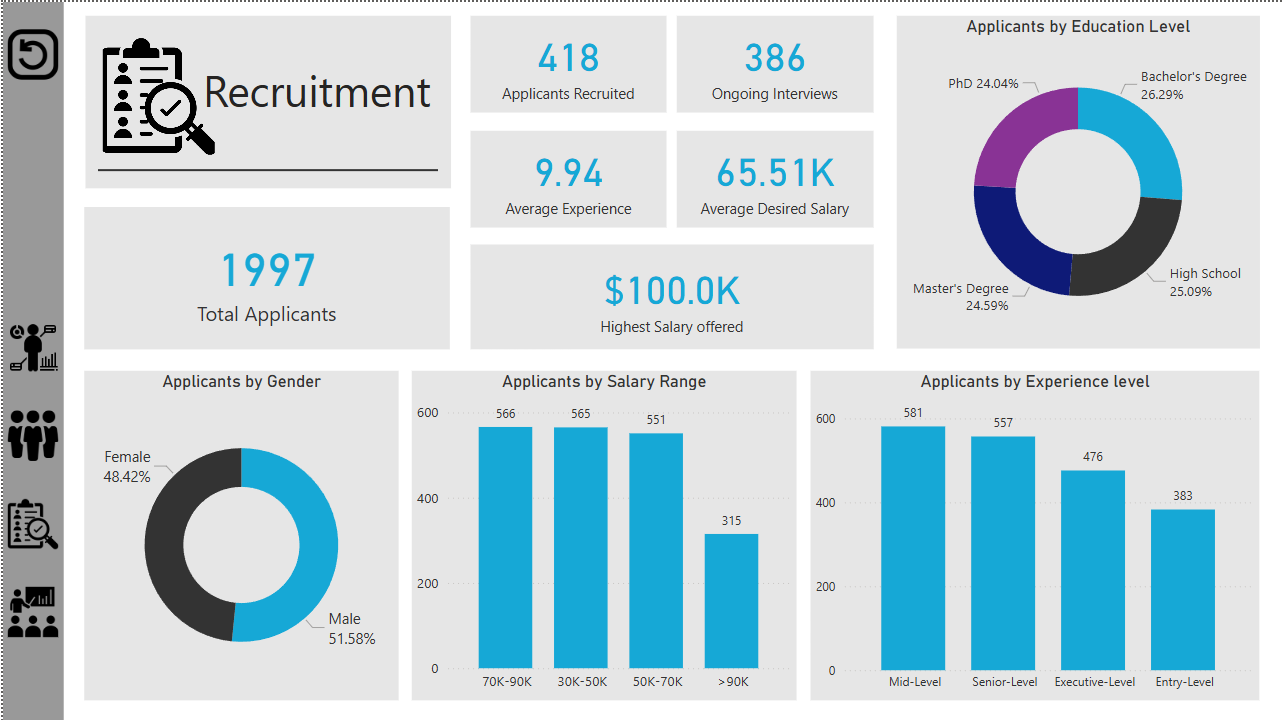 Recruitment
418
Applicants Recruited
386
Ongoing Interviews
9.94
Average Experience
65.51K
Average Desired Salary
1997
Total Applicants
$100.0K
Highest Salary offered
Applicants by Education Level
PhD 24.04%
Bachelor's Degree
26.29%
Master's Degree
24.59%
High School
25.09%
Applicants by Gender
Female
48.42%
Male
51.58%
Applicants by Salary Range
600
400
200
0
566
565
551
315
70K-90K
30K-50K
50K-70K
>90K
Applicants by Experience level
600
400
200
0
581
557
476
383
Mid-Level
Senior-Level
Executive-Level
Entry-Level